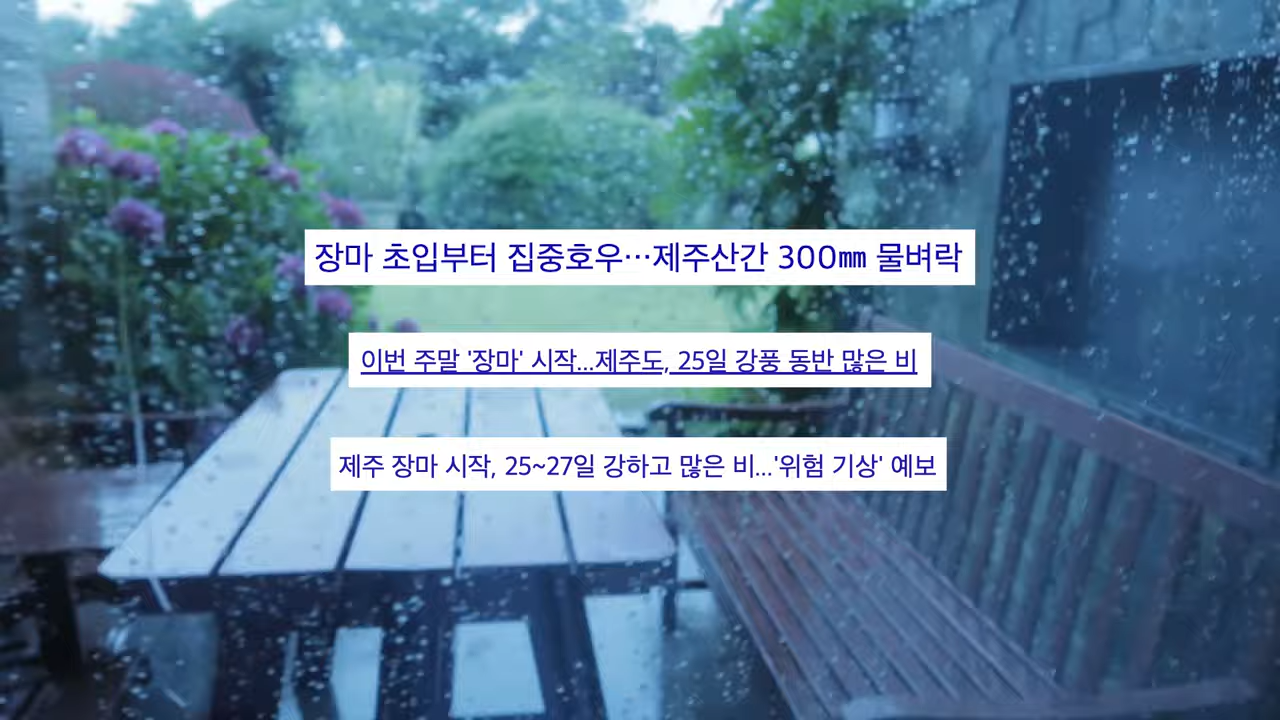 장마 초입부터 집중호우…제주산간 300㎜ 물벼락
이번 주말 '장마' 시작...제주도, 25일 강풍 동반 많은 비
제주 장마 시작, 25~27일 강하고 많은 비...'위험 기상' 예보